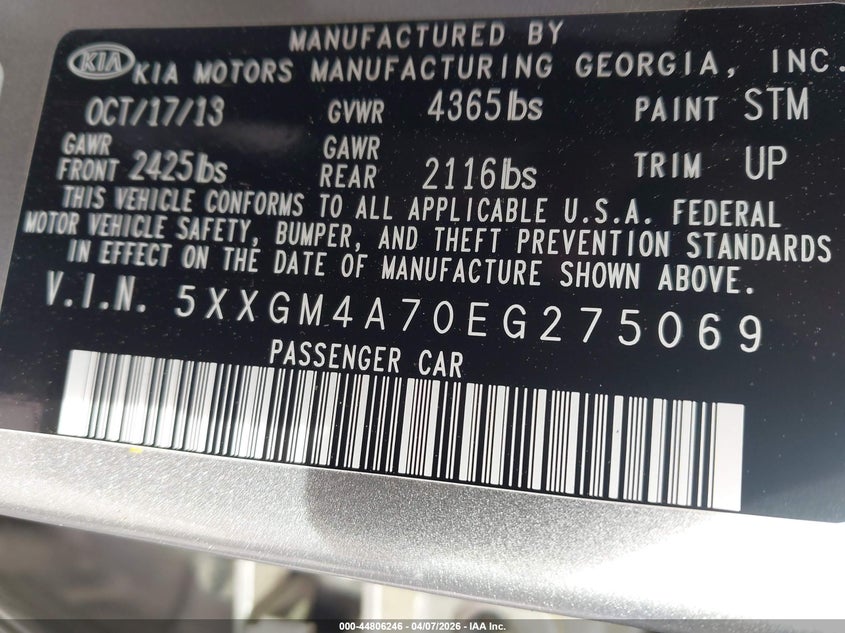 MANUFACTURED BY
KIA KIA MOTORS MANUFACTURING GEORGIA, INC.
OCT/17/13 GVWR 4365lbs PAINT STM
GAWR FRONT 2425lbs GAWR REAR 2116lbs TRIM UP
THIS VEHICLE CONFORMS TO ALL APPLICABLE U.S.A. FEDERAL
MOTOR VEHICLE SAFETY, BUMPER, AND THEFT PREVENTION STANDARDS
IN EFFECT ON THE DATE OF MANUFACTURE SHOWN ABOVE.
V.I.N. 5XXGM4A70EG275069
PASSENGER CAR
000-44806246 - 04/07/2026 - IAA Inc.